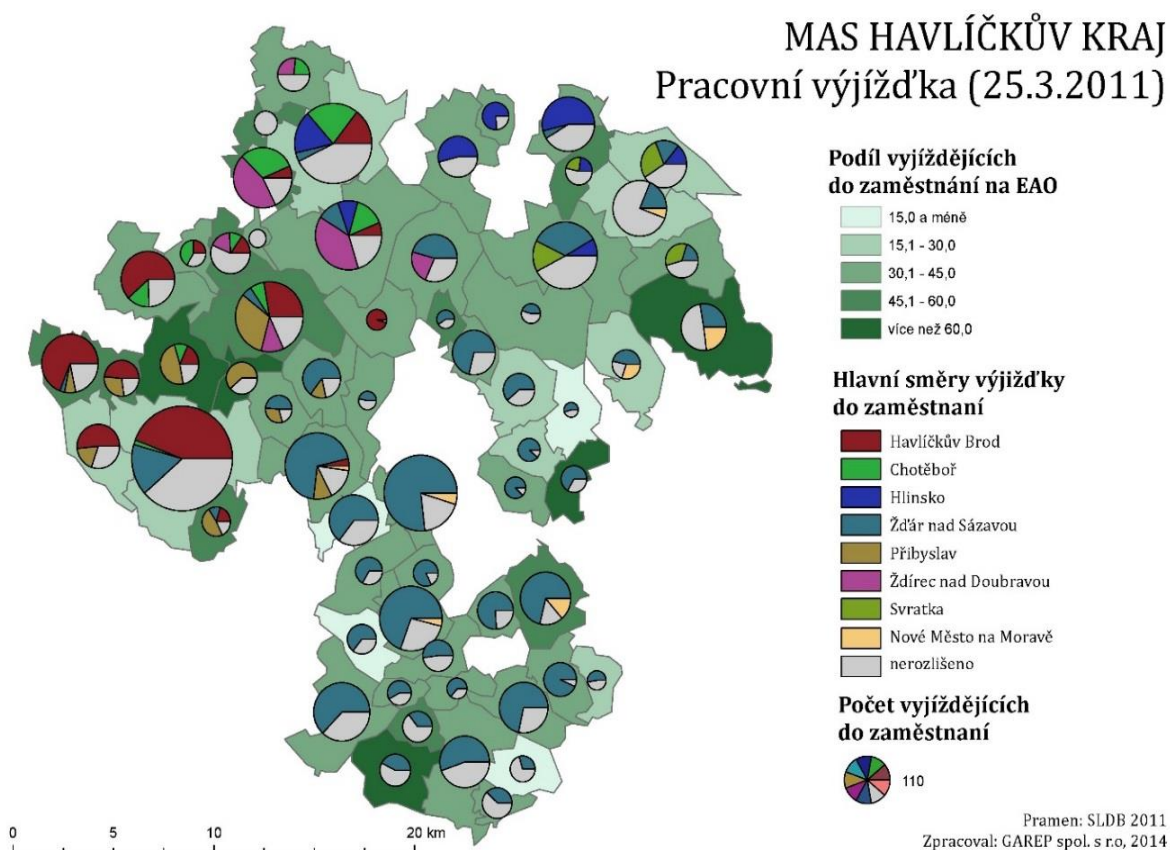 MAS HAVLÍČKŮV KRAJ
Pracovní výjížďka (25.3.2011)
Podíl vyjíždějících
do zaměstnání na EAO
15,0 a méně
15,1 - 30,0
30,1 - 45,0
45,1 - 60,0
více než 60,0
Hlavní směry výjižďky
do zaměstnaní
Havlíčkův Brod
Chotěboř
Hlinsko
Žďár nad Sázavou
Přibyslav
Ždírec nad Doubravou
Svratka
Nové Město na Moravě
nerozlišeno
Počet vyjíždějících
do zaměstnaní
110
0 5 10 20 km
Pramen: SLDB 2011
Zpracoval: GAREP spol. s r.o, 2014